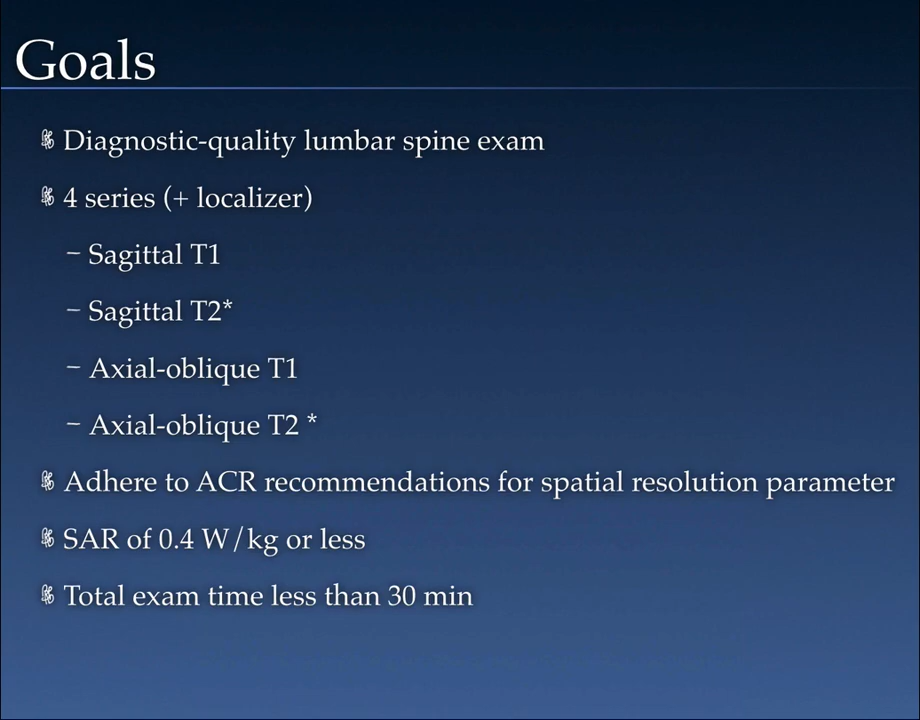 Goals
Diagnostic-quality lumbar spine exam
4 series (+ localizer)
– Sagittal T1
– Sagittal T2*
– Axial-oblique T1
– Axial-oblique T2 *
Adhere to ACR recommendations for spatial resolution parameter
SAR of 0.4 W/kg or less
Total exam time less than 30 min